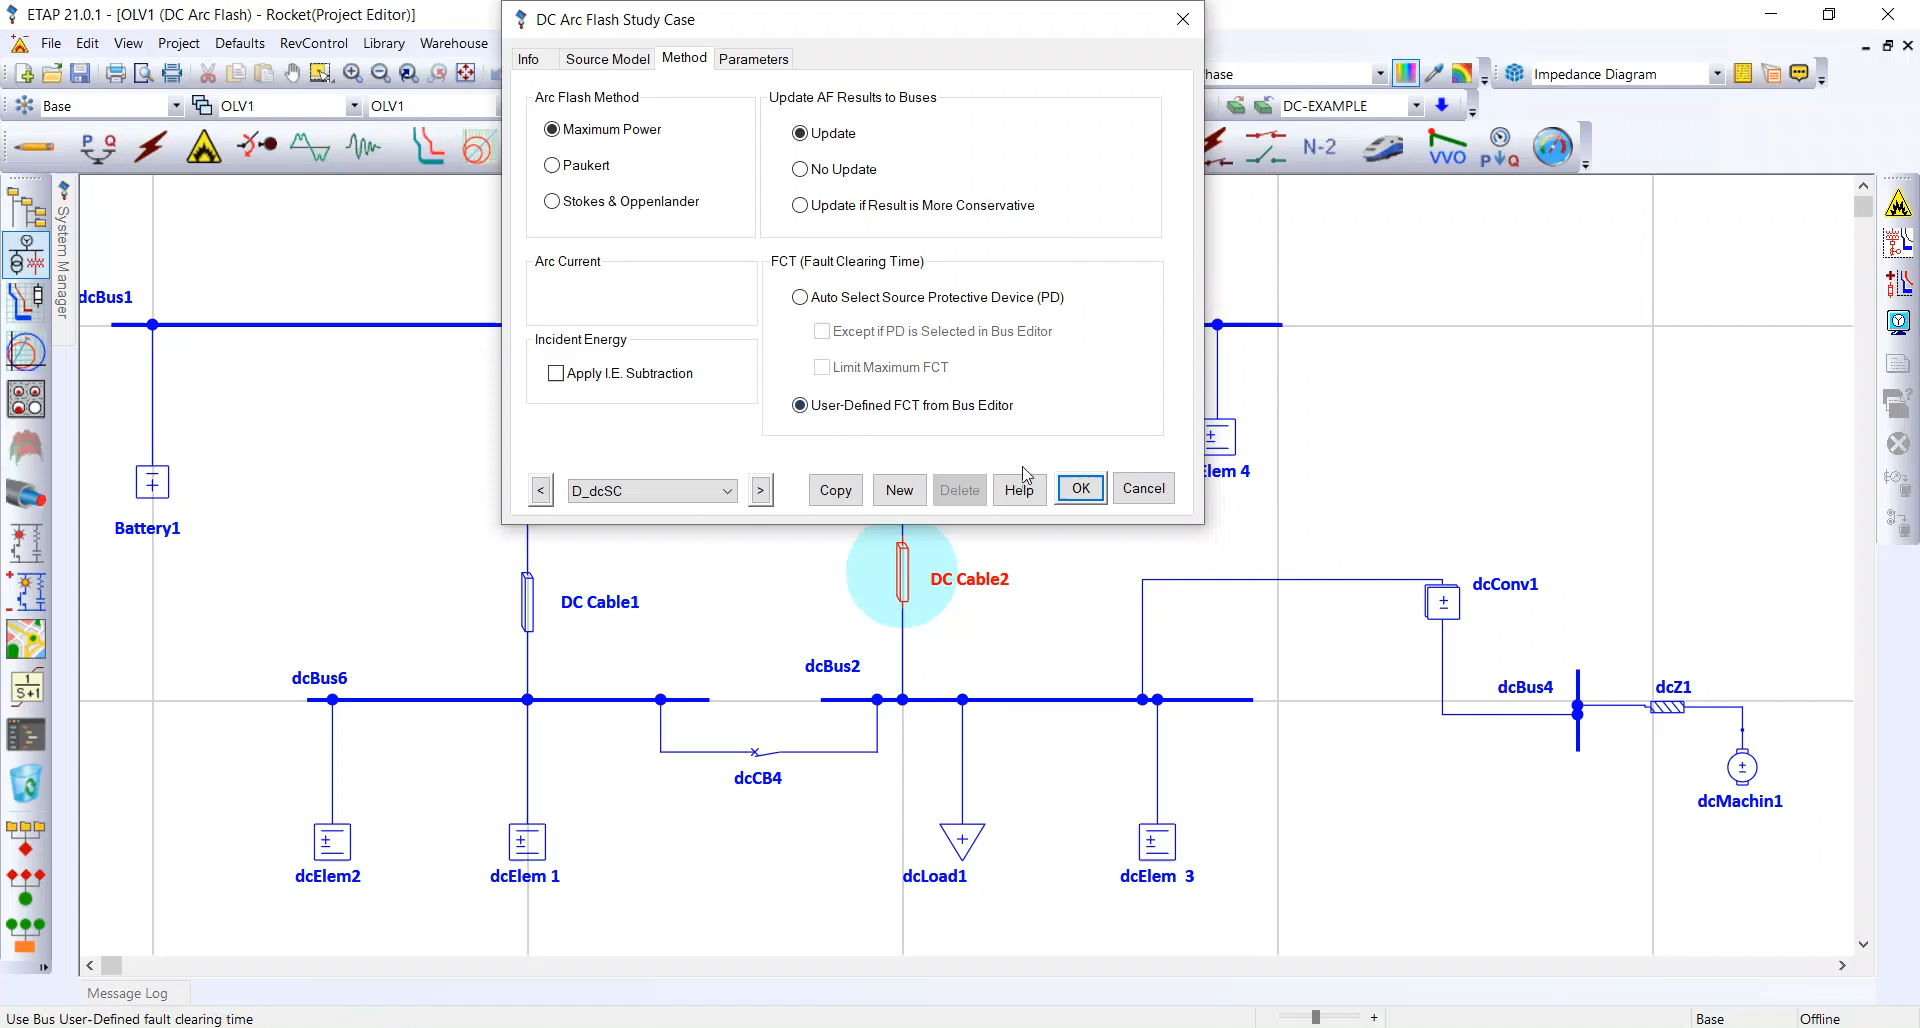 ETAP 21.0.1 - [OLV1 (DC Arc Flash) - Rocket(Project Editor)]
File Edit View Project Defaults RevControl Library Warehouse
Base OLV1 OLV1
hase
Impedance Diagram
DC-EXAMPLE
P Q
N-2
VVO
P Q
System Manager
1
S+1
DC Arc Flash Study Case
Info Source Model Method Parameters
Arc Flash Method
Maximum Power
Paukert
Stokes & Oppenlander
Update AF Results to Buses
Update
No Update
Update if Result is More Conservative
Arc Current
Incident Energy
Apply I.E. Subtraction
FCT (Fault Clearing Time)
Auto Select Source Protective Device (PD)
Except if PD is Selected in Bus Editor
Limit Maximum FCT
User-Defined FCT from Bus Editor
< D_dcSC > Copy New Delete Help OK Cancel
dcBus1
Battery1
Elem 4
DC Cable1
DC Cable2
dcConv1
dcBus6
dcBus2
dcBus4
dcZ1
dcCB4
dcMachin1
dcElem2
dcElem 1
dcLoad1
dcElem 3
Message Log
Use Bus User-Defined fault clearing time
Base
Offline